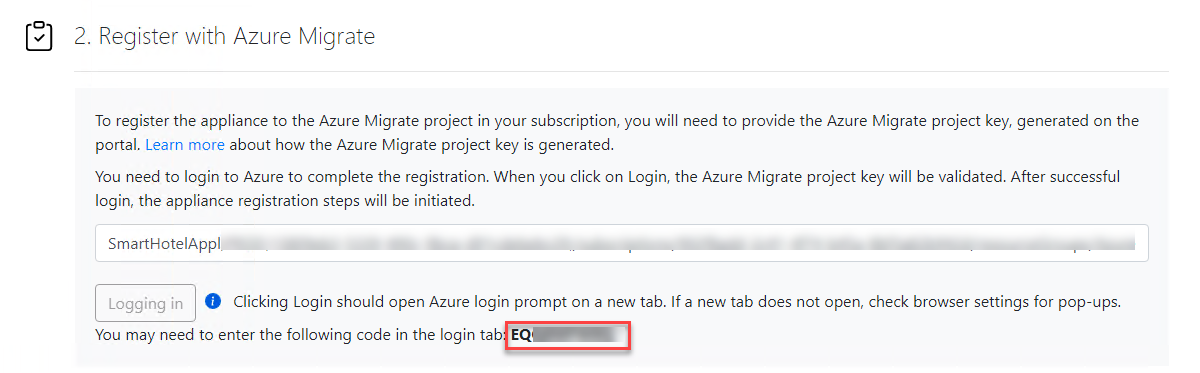 2. Register with Azure Migrate
To register the appliance to the Azure Migrate project in your subscription, you will need to provide the Azure Migrate project key, generated on the
portal. Learn more about how the Azure Migrate project key is generated.
You need to login to Azure to complete the registration. When you click on Login, the Azure Migrate project key will be validated. After successful
login, the appliance registration steps will be initiated.
SmartHotelAppl
Logging in Clicking Login should open Azure login prompt on a new tab. If a new tab does not open, check browser settings for pop-ups.
You may need to enter the following code in the login tab: EQ